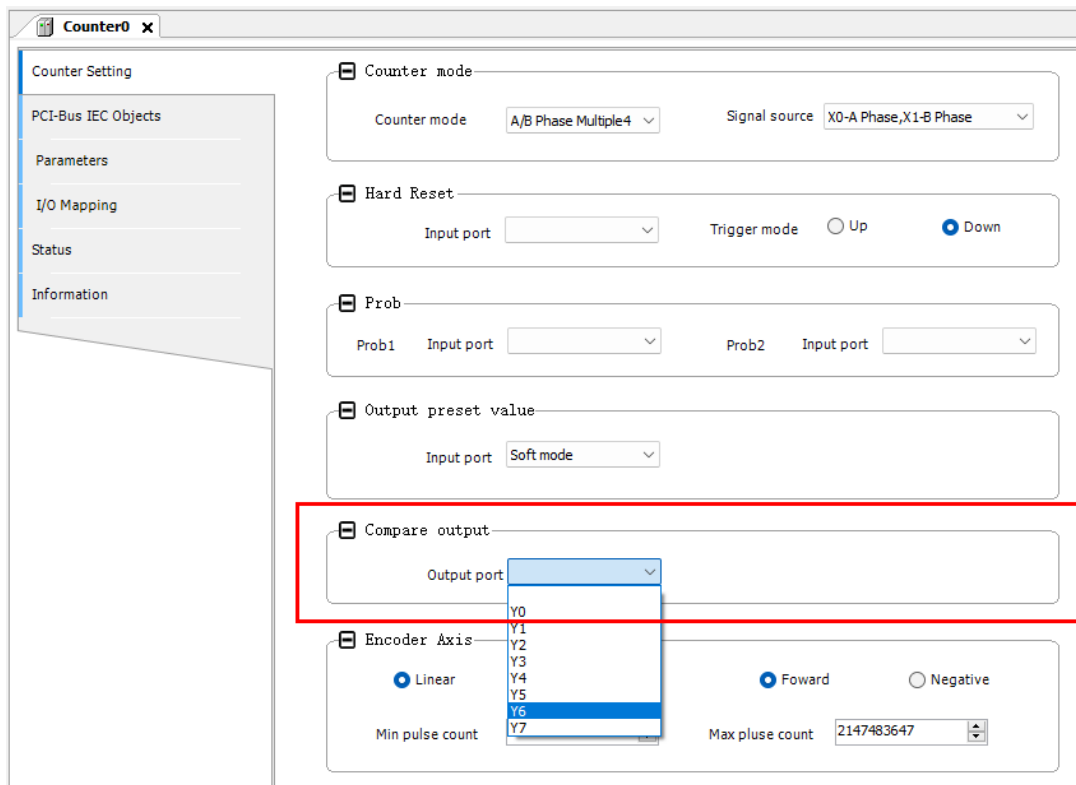 Counter0
Counter Setting
PCI-Bus IEC Objects
Parameters
I/O Mapping
Status
Information
Counter mode
Counter mode A/B Phase Multiple4 Signal source X0-A Phase,X1-B Phase
Hard Reset
Input port Trigger mode Up Down
Prob
Prob1 Input port Prob2 Input port
Output preset value
Input port Soft mode
Compare output
Output port
Y0
Y1
Y2
Y3
Y4
Y5
Y6
Y7
Encoder Axis
Linear Foward Negative
Min pulse count Max pluse count 2147483647